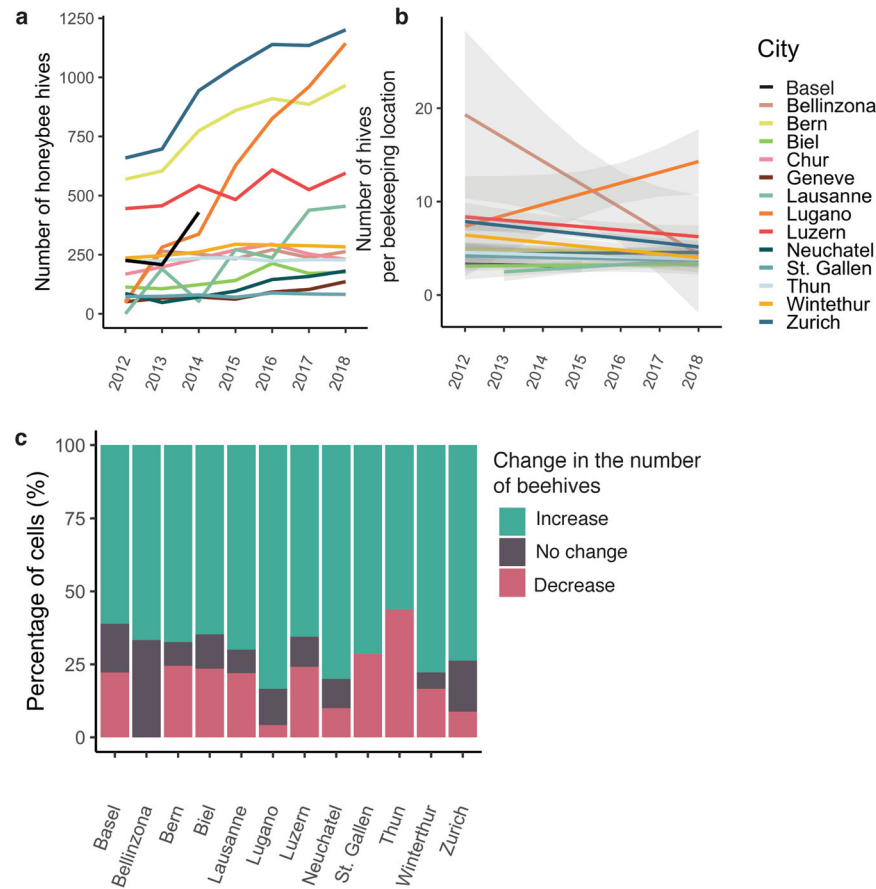 a
Number of honeybee hives
1250
1000
750
500
250
0
2012
2013
2014
2015
2016
2017
2018
b
Number of hives
per beekeeping location
20
10
0
2012
2013
2014
2015
2016
2017
2018
City
Basel
Bellinzona
Bern
Biel
Chur
Geneve
Lausanne
Lugano
Luzern
Neuchatel
St. Gallen
Thun
Wintethur
Zurich
c
Percentage of cells (%)
100
75
50
25
0
Basel
Bellinzona
Bern
Biel
Lausanne
Lugano
Luzern
Neuchatel
St. Gallen
Thun
Winterthur
Zurich
Change in the number
of beehives
Increase
No change
Decrease